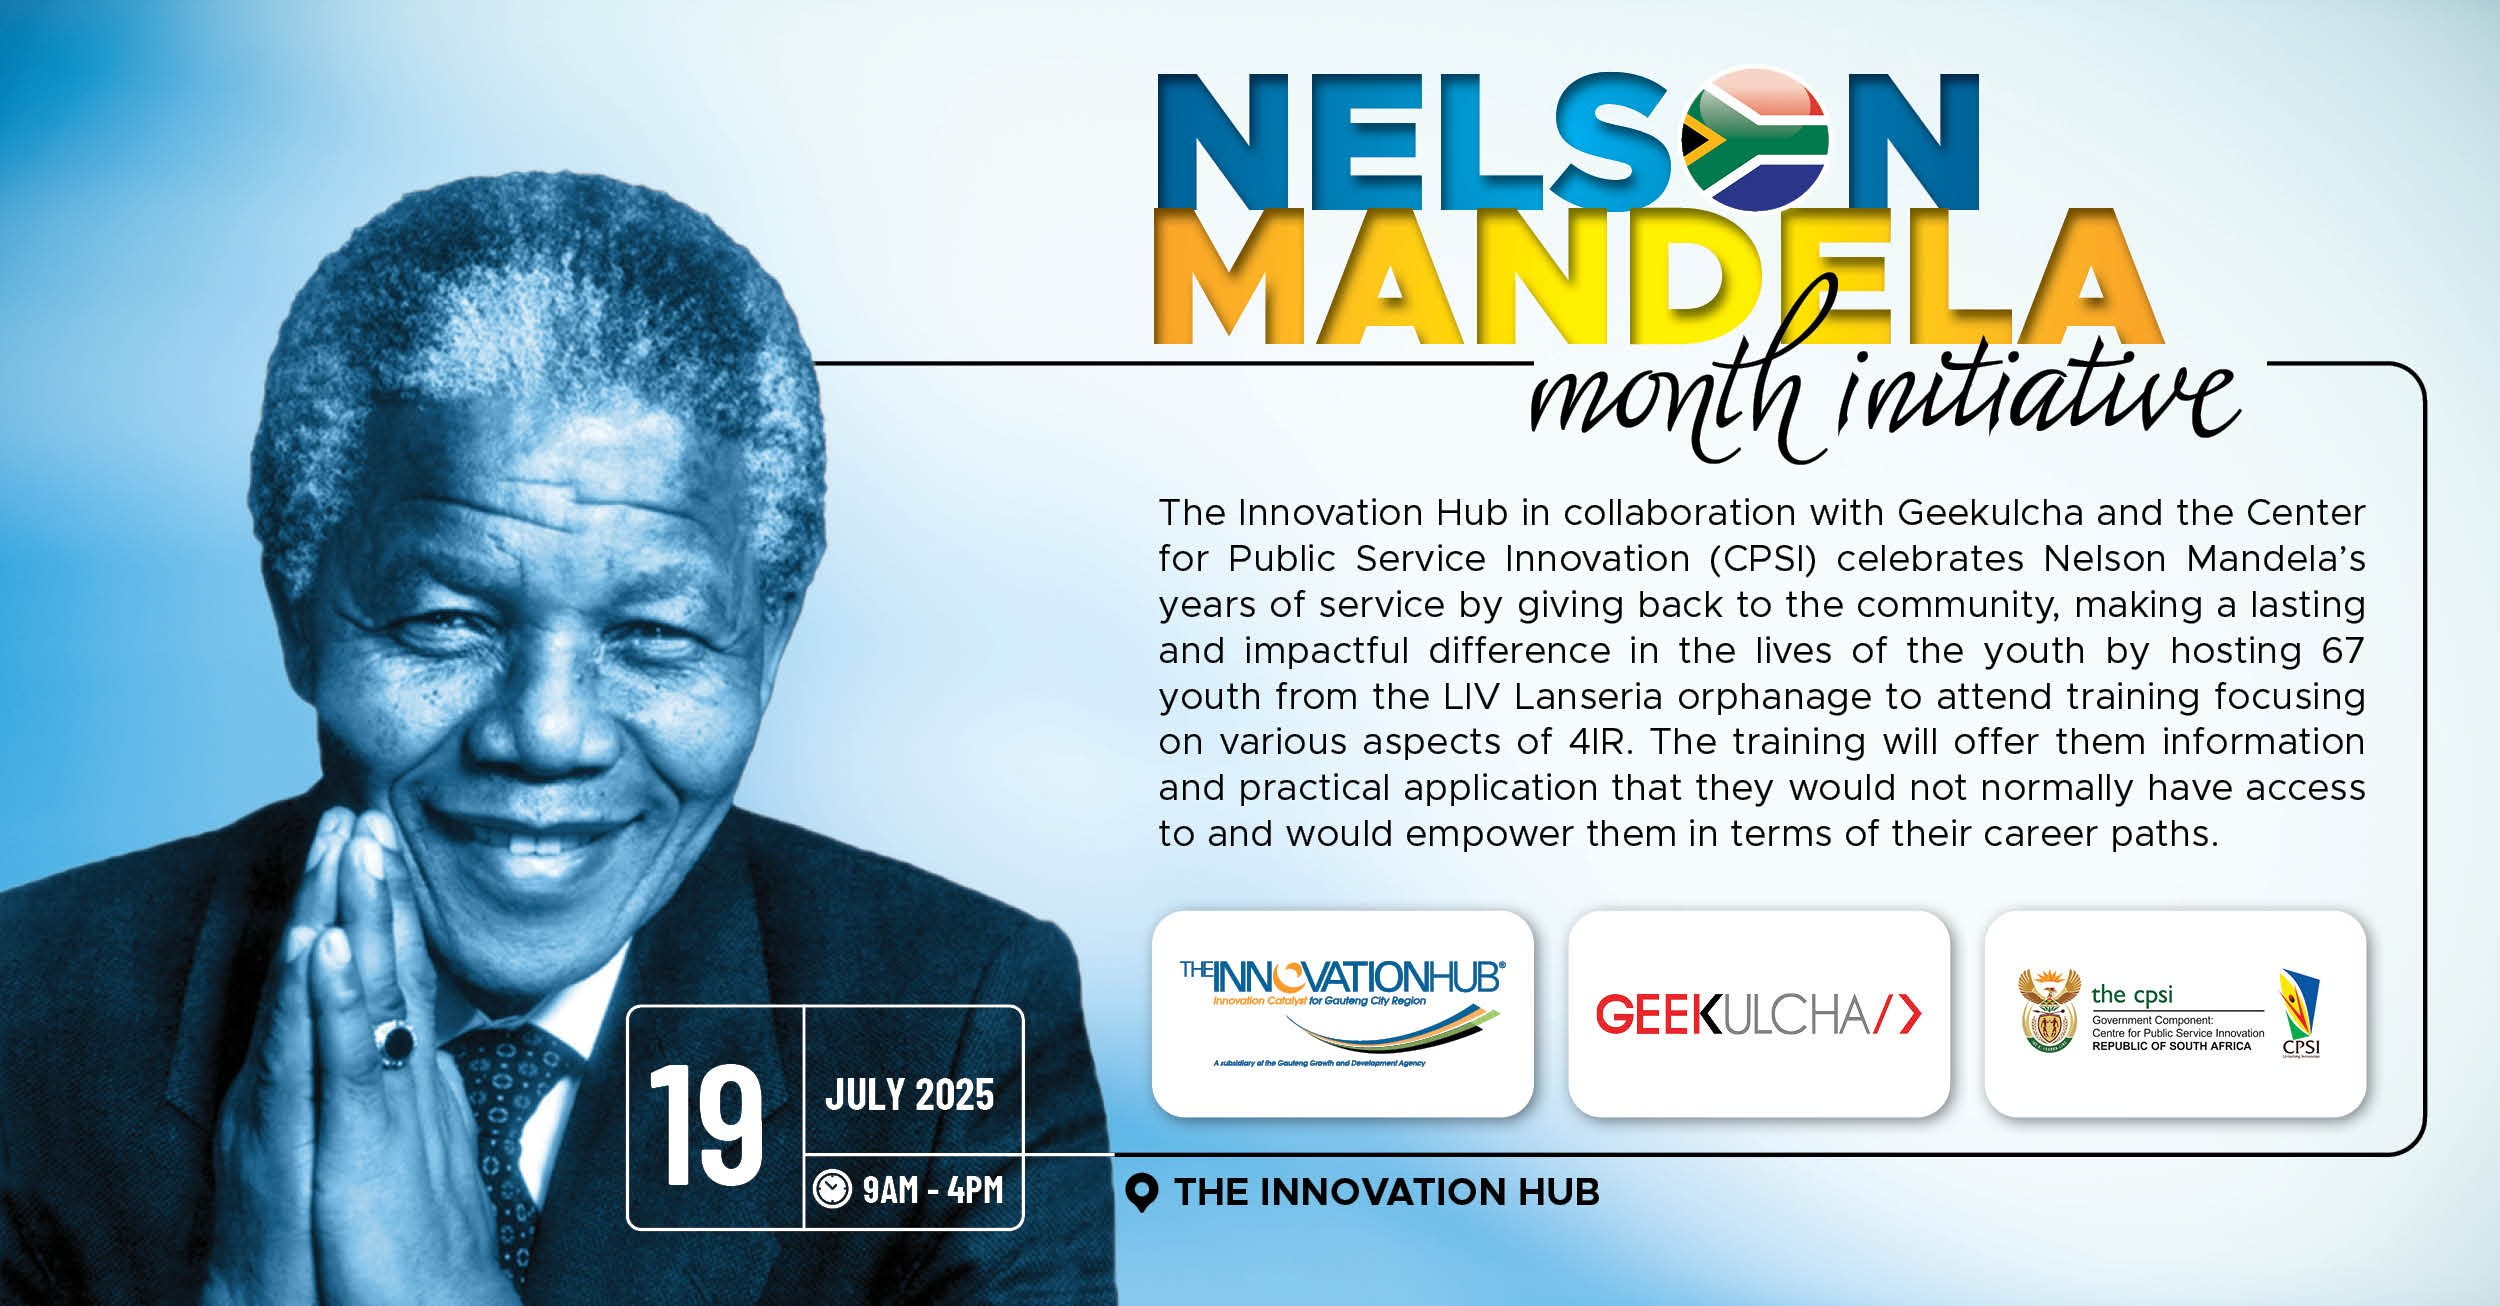 NELSON
MANDELA
month initiative
The Innovation Hub in collaboration with Geekulcha and the Center
for Public Service Innovation (CPSI) celebrates Nelson Mandela's
years of service by giving back to the community, making a lasting
and impactful difference in the lives of the youth by hosting 67
youth from the LIV Lanseria orphanage to attend training focusing
on various aspects of 4IR. The training will offer them information
and practical application that they would not normally have access
to and would empower them in terms of their career paths.
THE INNOVATION HUB®
Innovation Catalyst for Gauteng City Region
A subsidiary of the Gauteng Growth and Development Agency
GEEKULCHA/>
the cpsi
Government Component:
Centre for Public Service Innovation
REPUBLIC OF SOUTH AFRICA
CPSI
19
JULY 2025
9AM - 4PM
THE INNOVATION HUB